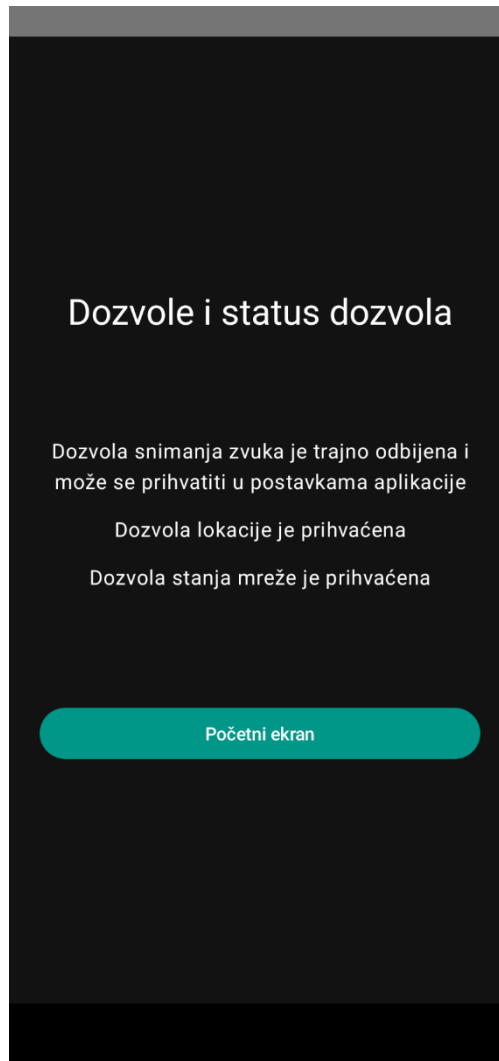 Dozvole i status dozvola
Dozvola snimanja zvuka je trajno odbijena i
može se prihvatiti u postavkama aplikacije
Dozvola lokacije je prihvaćena
Dozvola stanja mreže je prihvaćena
Početni ekran